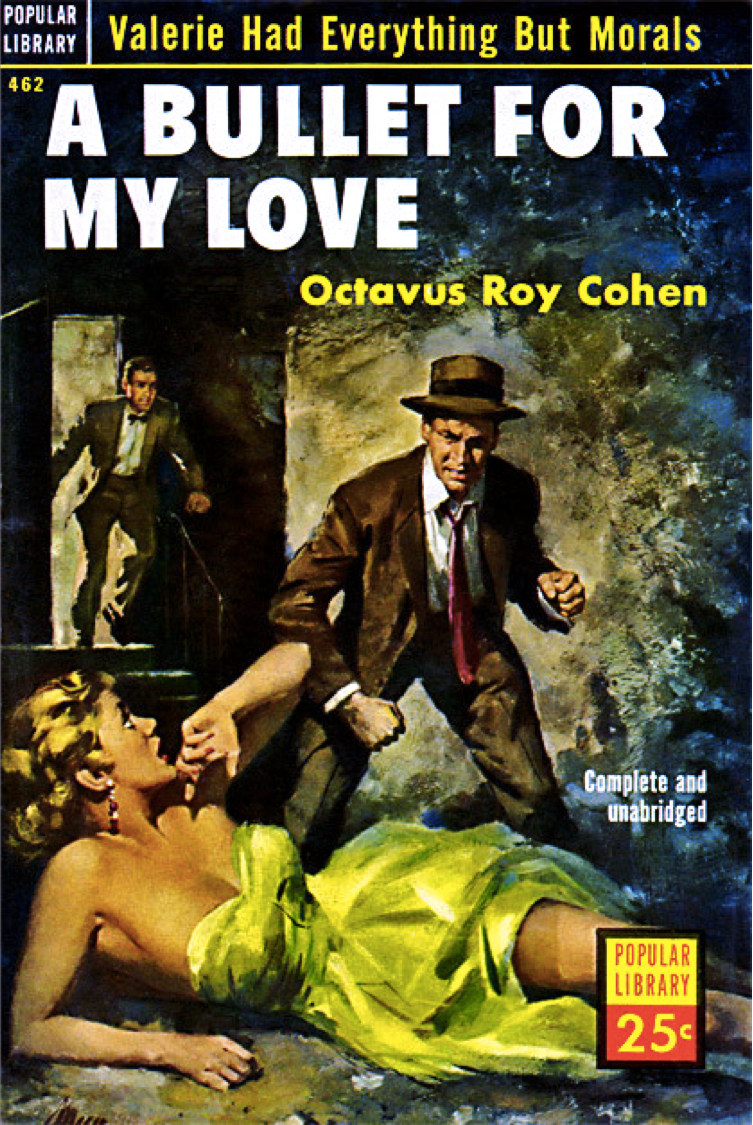 POPULAR
LIBRARY
Valerie Had Everything But Morals
462
A BULLET FOR
MY LOVE
Octavus Roy Cohen
Complete and
unabridged
POPULAR
LIBRARY
25c